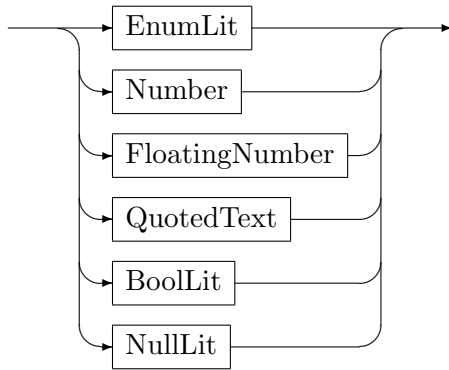 EnumLit
Number
FloatingNumber
QuotedText
BoolLit
NullLit